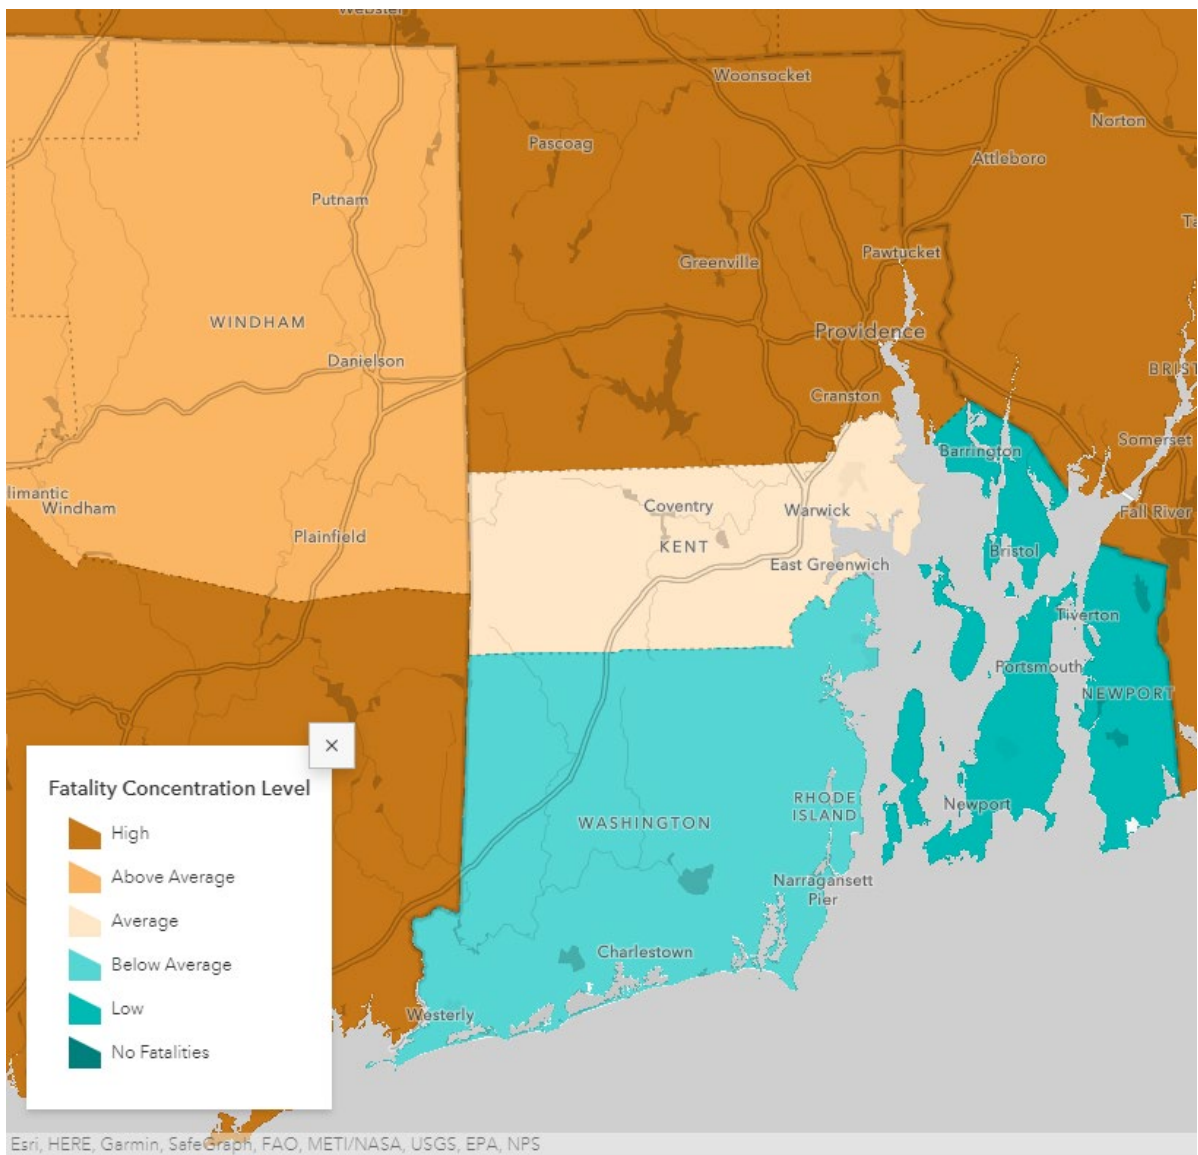 Webster
Woonsocket
Norton
Pascoag
Attleboro
Putnam
Pawtucket
Greenville
WINDHAM
Providence
Danielson
BRIST
Cranston
Somerset
Barrington
limantic
Windham
Coventry
Warwick
Fall River
Plainfield
KENT
Bristol
East Greenwich
Tiverton
Portsmouth
NEWPORT
×
Fatality Concentration Level
High
Above Average
Average
Below Average
Low
No Fatalities
RHODE
ISLAND
Newport
WASHINGTON
Narragansett
Pier
Charlestown
Westerly
Esri, HERE, Garmin, SafeGraph, FAO, METI/NASA, USGS, EPA, NPS